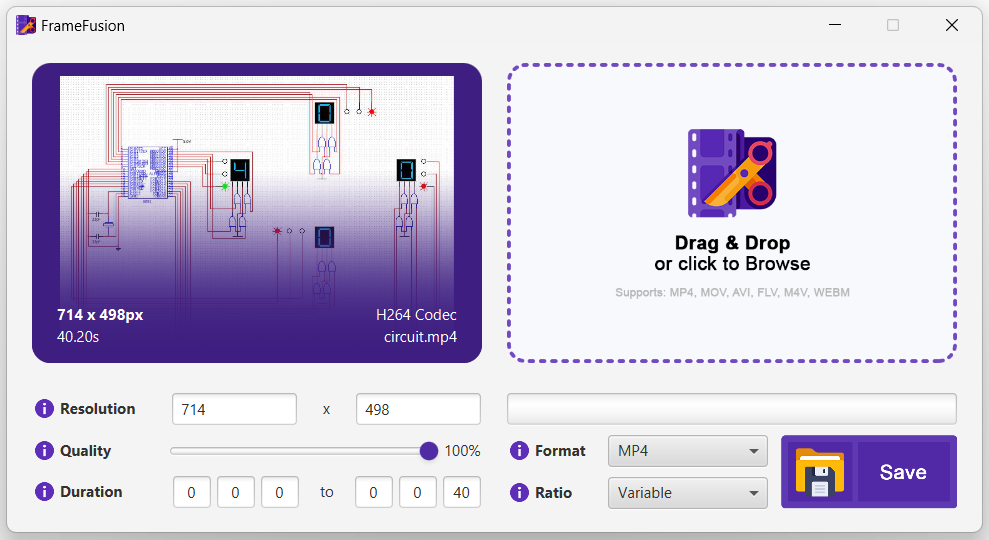 FrameFusion
714 x 498px
H264 Codec
40.20s
circuit.mp4
Drag & Drop
or click to Browse
Supports: MP4, MOV, AVI, FLV, M4V, WEBM
Resolution
714
x
498
Quality
100%
Duration
0
0
0
to
0
0
40
Format
MP4
Ratio
Variable
Save